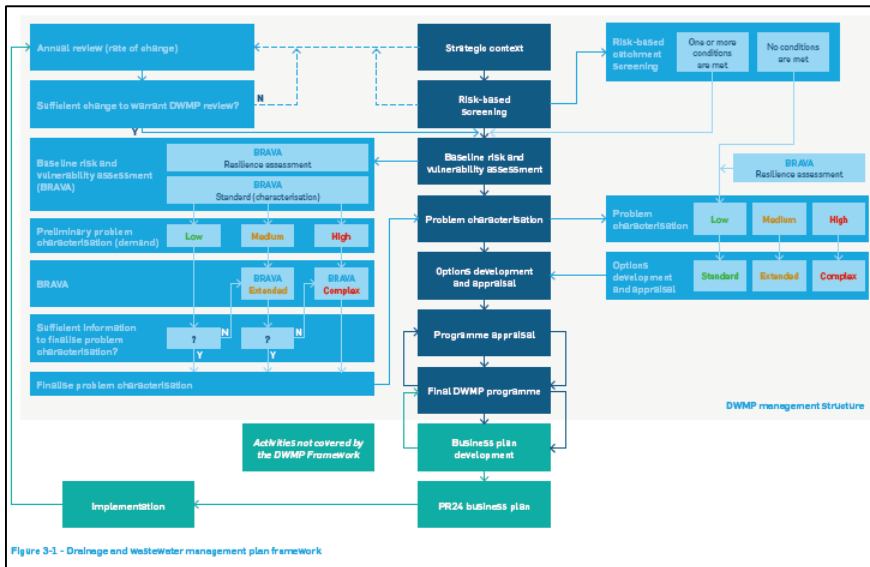 Annual review (rate of change)
Strategic context
Risk-based
catchment
screening
One or more
conditions
are met
No conditions
are met
Sufficient change to warrant DWMP review?
N
Y
Risk-based
screening
Baseline risk and
vulnerability assessment
(BRAVA)
BRAVA
Resilience assessment
BRAVA
Standard (characterisation)
Baseline risk and
vulnerability assessment
BRAVA
Resilience assessment
Preliminary problem
characterisation (demand)
Low
Medium
High
Problem characterisation
Problem
characterisation
Low
Medium
High
BRAVA
BRAVA
Extended
BRAVA
Complex
Options development
and appraisal
Options
development
and appraisal
Standard
Extended
Complex
Sufficient information
to finalise problem
characterisation?
?
N
?
N
Y
Y
Programme appraisal
Finalise problem characterisation
Final DWMP programme
DWMP management structure
Activities not covered by
the DWMP Framework
Business plan
development
Implementation
PR24 business plan
Figure 3-1 - Drainage and wastewater management plan framework